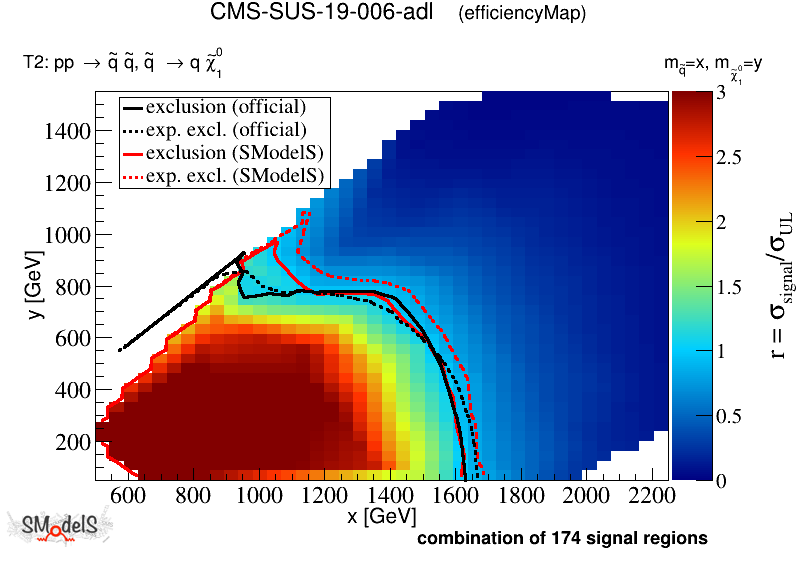 CMS-SUS-19-006-adl (efficiencyMap)
T2: pp → q̃ q̃, q̃ → q χ̃₁⁰
m_q̃=x, m_χ̃₁⁰=y
exclusion (official)
exp. excl. (official)
exclusion (SModelS)
exp. excl. (SModelS)
y [GeV]
1400
1200
1000
800
600
400
200
600 800 1000 1200 1400 1600 1800 2000 2200
x [GeV]
3
2.5
2
1.5
1
0.5
0
r = σ_signal/σ_UL
SModelS
combination of 174 signal regions